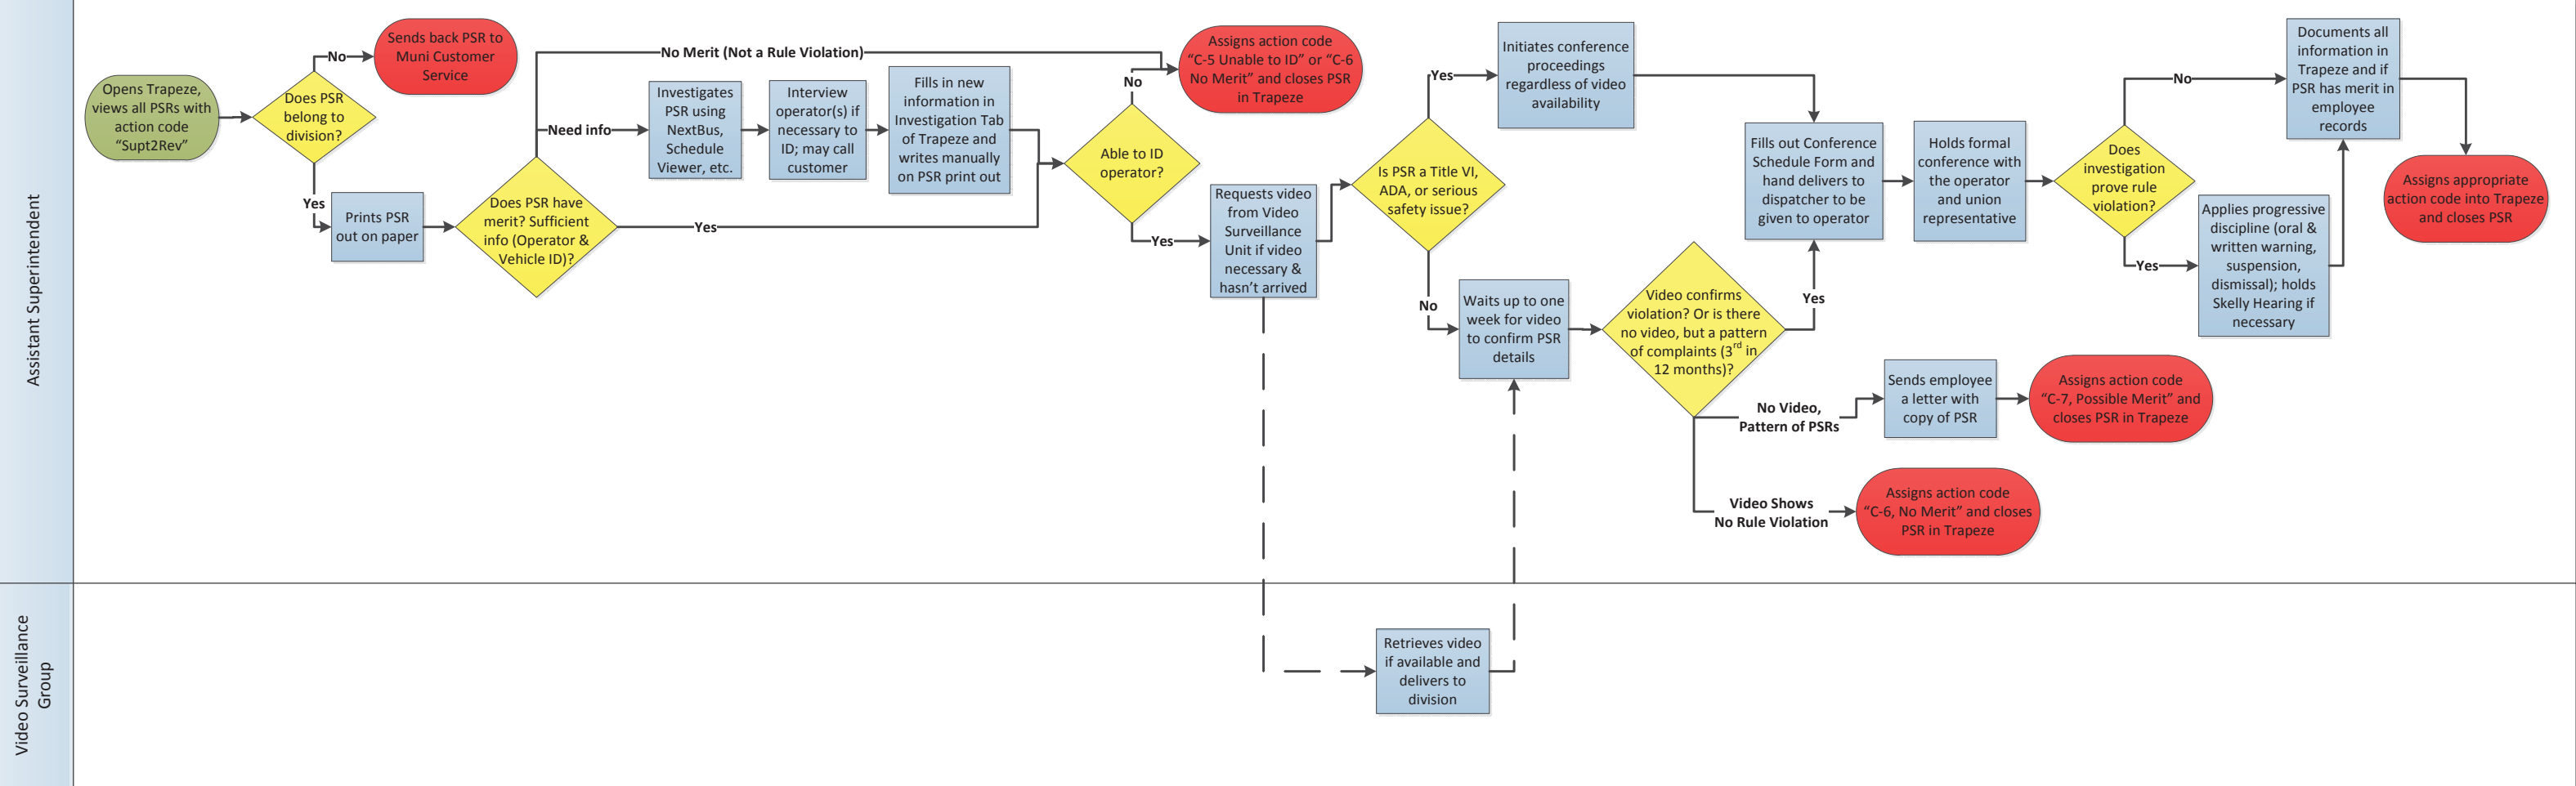 Assistant Superintendent
Opens Trapeze,
views all PSRs with
action code
“Supt2Rev”
Does PSR
belong to
division?
No
Sends back PSR to
Muni Customer
Service
Yes
Prints PSR
out on paper
Does PSR have
merit? Sufficient
info (Operator &
Vehicle ID)?
No Merit (Not a Rule Violation)
Need info
Investigates
PSR using
NextBus,
Schedule
Viewer, etc.
Interview
operator(s) if
necessary to
ID; may call
customer
Fills in new
information in
Investigation Tab
of Trapeze and
writes manually
on PSR print out
Yes
Able to ID
operator?
No
Assigns action code
“C-5 Unable to ID” or “C-6
No Merit” and closes PSR
in Trapeze
Yes
Requests video
from Video
Surveillance
Unit if video
necessary &
hasn’t arrived
Is PSR a Title VI,
ADA, or serious
safety issue?
Yes
Initiates conference
proceedings
regardless of video
availability
No
Waits up to one
week for video
to confirm PSR
details
Video confirms
violation? Or is there
no video, but a pattern
of complaints (3rd in
12 months)?
Yes
Fills out Conference
Schedule Form and
hand delivers to
dispatcher to be
given to operator
Holds formal
conference with
the operator
and union
representative
Does
investigation
prove rule
violation?
No
Documents all
information in
Trapeze and if
PSR has merit in
employee
records
Yes
Applies progressive
discipline (oral &
written warning,
suspension,
dismissal); holds
Skelly Hearing if
necessary
Assigns appropriate
action code into Trapeze
and closes PSR
No Video,
Pattern of PSRs
Sends employee
a letter with
copy of PSR
Assigns action code
“C-7, Possible Merit” and
closes PSR in Trapeze
Video Shows
No Rule Violation
Assigns action code
“C-6, No Merit” and closes
PSR in Trapeze
Video Surveillance
Group
Retrieves video
if available and
delivers to
division